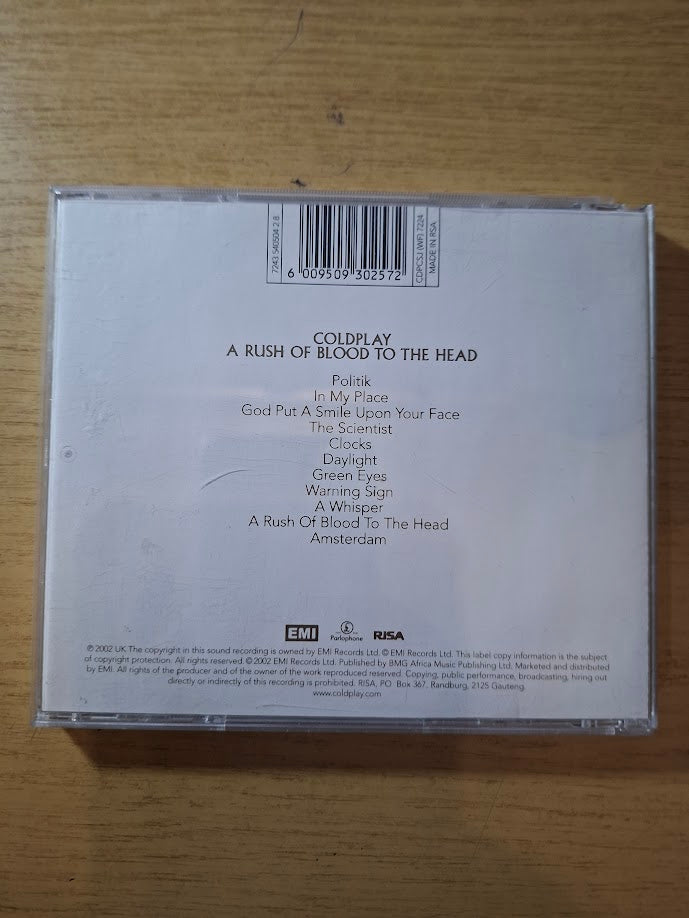 7243 540504 2 8
6 009509 302572
CDPCSJ (WF) 7224
MADE IN RSA
COLDPLAY
A RUSH OF BLOOD TO THE HEAD
Politik
In My Place
God Put A Smile Upon Your Face
The Scientist
Clocks
Daylight
Green Eyes
Warning Sign
A Whisper
A Rush Of Blood To The Head
Amsterdam
EMI Parlophone RISA
℗ 2002 UK The copyright in this sound recording is owned by EMI Records Ltd. © EMI Records Ltd. This label copy information is the subject
of copyright protection. All rights reserved. © 2002 EMI Records Ltd. Published by BMG Africa Music Publishing Ltd. Marketed and distributed
by EMI. All rights of the producer and of the owner of the work reproduced reserved. Copying, public performance, broadcasting, hiring out
directly or indirectly of this recording is prohibited. RISA, PO. Box 367, Randburg, 2125 Gauteng.
www.coldplay.com